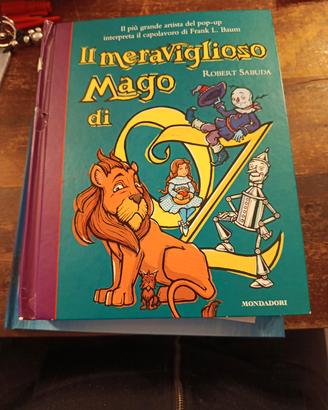 Il più grande artista del pop-up
interpreta il capolavoro di Frank L. Baum
Il meraviglioso
ROBERT SABUDA
Mago
di
OZ
MONDADORI